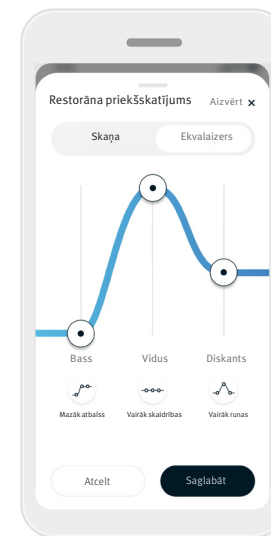 Restorāna priekšskatījums Aizvērt ×
Skaņa Ekvalaizers
Bass Vidus Diskants
Mazāk atbalss Vairāk skaidrības Vairāk runas
Atcelt Saglabāt